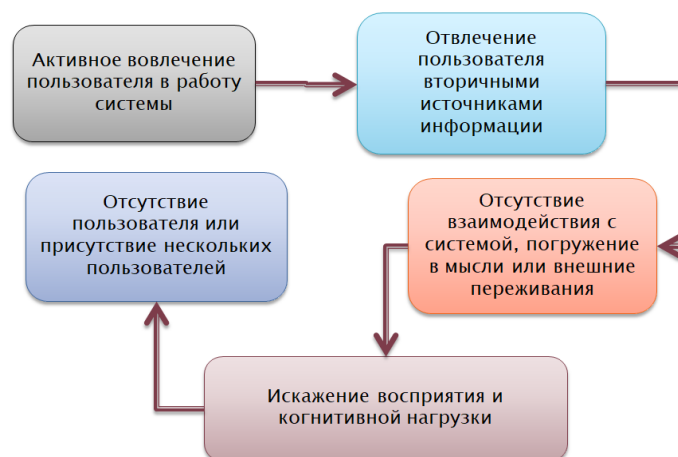 Активное вовлечение
пользователя в работу
системы
Отвлечение
пользователя
вторичными
источниками
информации
Отсутствие
взаимодействия с
системой, погружение
в мысли или внешние
переживания
Искажение восприятия и
когнитивной нагрузки
Отсутствие
пользователя или
присутствие нескольких
пользователей